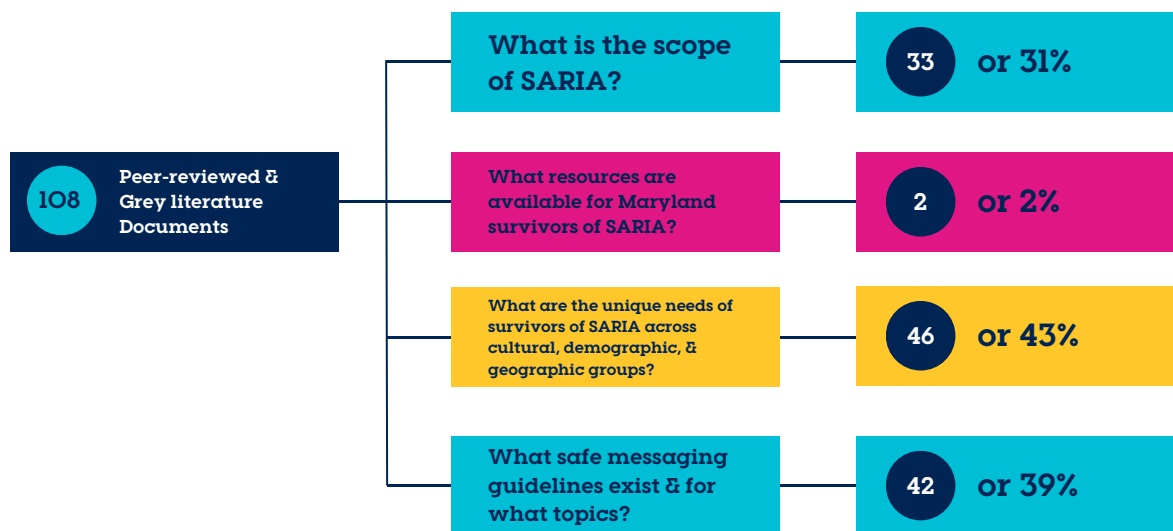 108
Peer-reviewed &
Grey literature
Documents
What is the scope
of SARIA?
33 or 31%
What resources are
available for Maryland
survivors of SARIA?
2 or 2%
What are the unique needs of
survivors of SARIA across
cultural, demographic, &
geographic groups?
46 or 43%
What safe messaging
guidelines exist & for
what topics?
42 or 39%